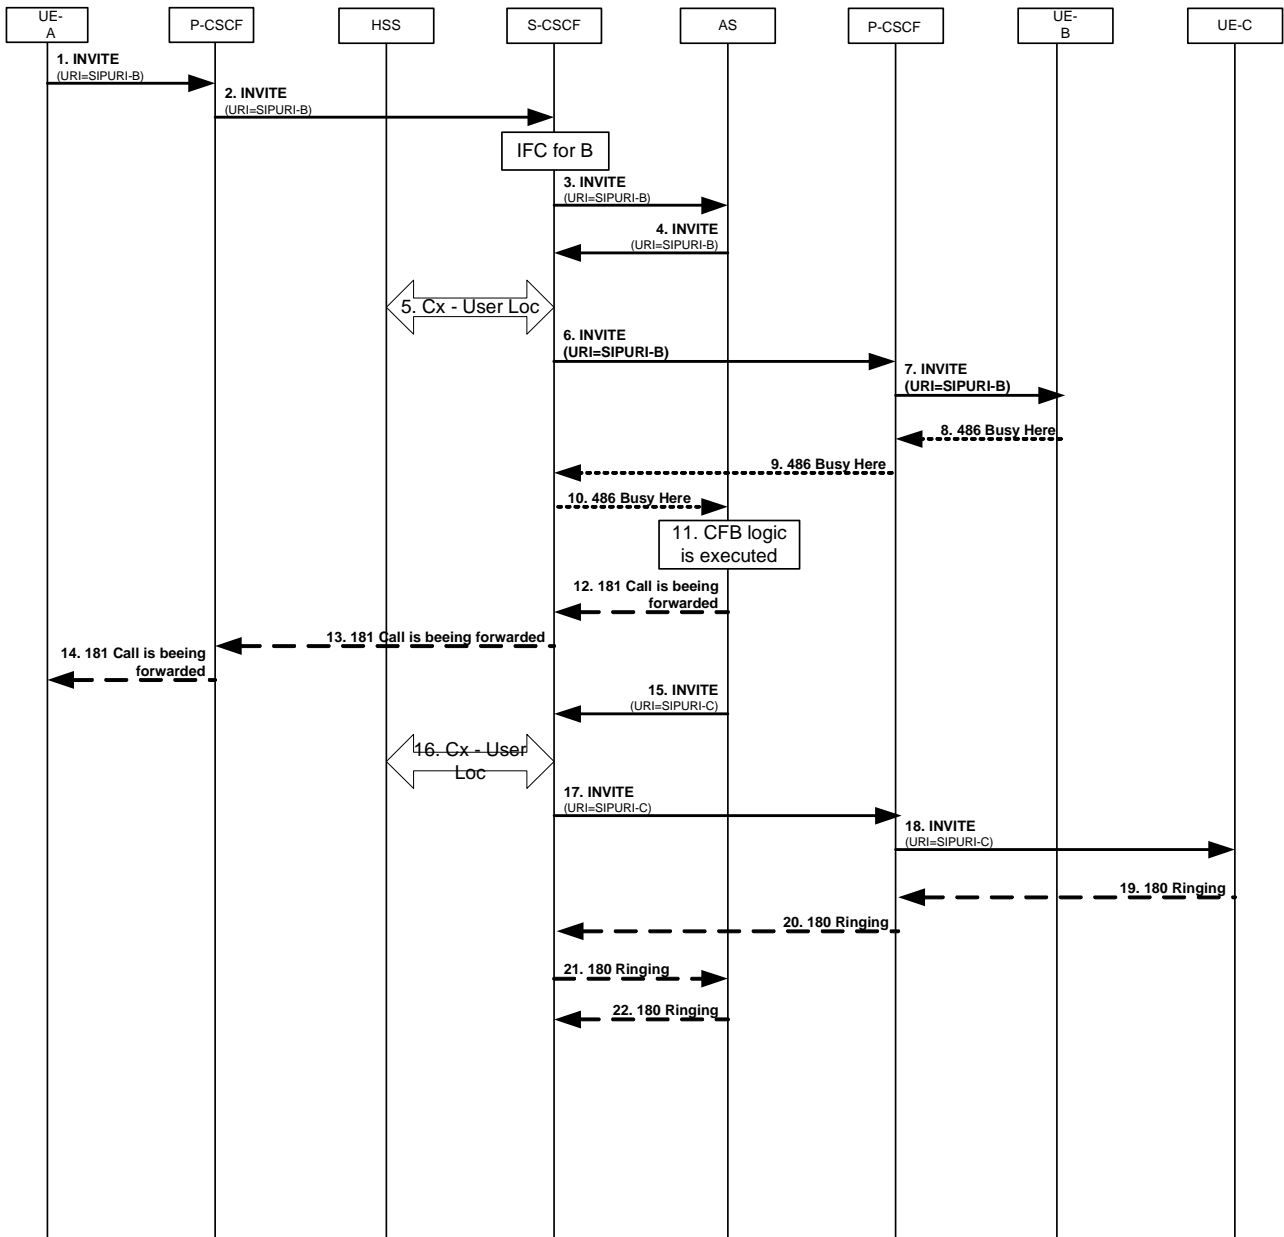 UE-
A
P-CSCF
HSS
S-CSCF
AS
P-CSCF
UE-
B
UE-C
1. INVITE
(URI=SIPURI-B)
2. INVITE
(URI=SIPURI-B)
IFC for B
3. INVITE
(URI=SIPURI-B)
4. INVITE
(URI=SIPURI-B)
5. Cx - User Loc
6. INVITE
(URI=SIPURI-B)
7. INVITE
(URI=SIPURI-B)
8. 486 Busy Here
9. 486 Busy Here
10. 486 Busy Here
11. CFB logic
is executed
12. 181 Call is beeing
forwarded
13. 181 Call is beeing forwarded
14. 181 Call is beeing
forwarded
15. INVITE
(URI=SIPURI-C)
16. Cx - User
Loc
17. INVITE
(URI=SIPURI-C)
18. INVITE
(URI=SIPURI-C)
19. 180 Ringing
20. 180 Ringing
21. 180 Ringing
22. 180 Ringing